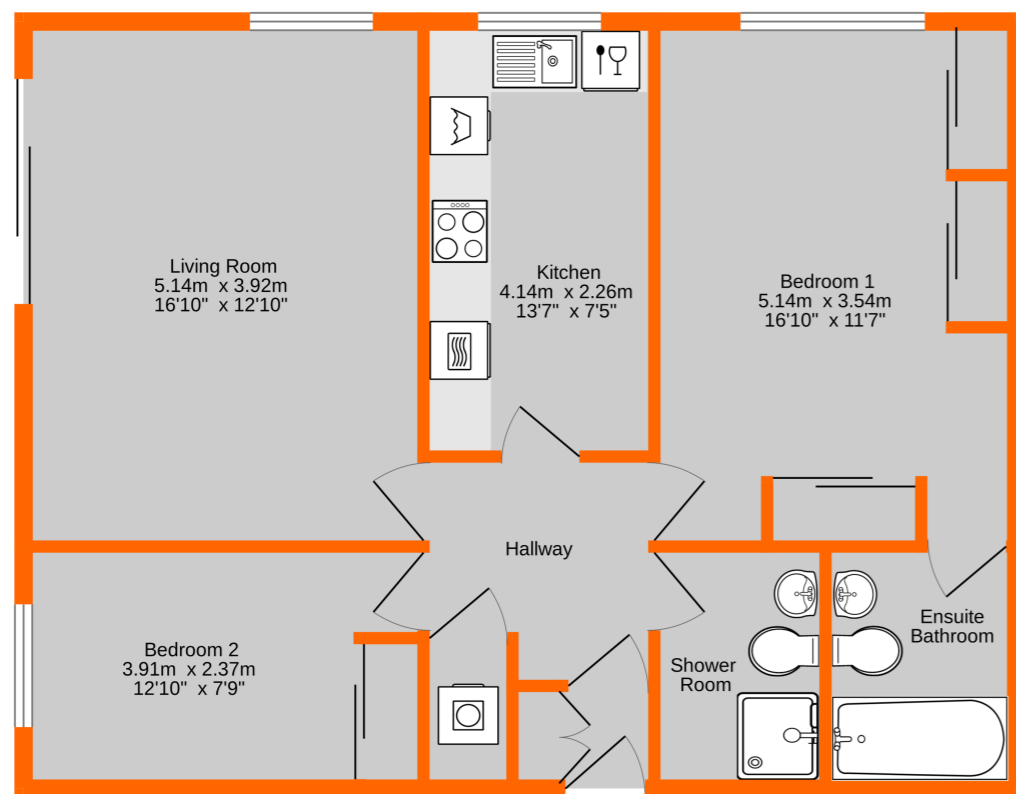 Living Room
5.14m x 3.92m
16'10" x 12'10"
Kitchen
4.14m x 2.26m
13'7" x 7'5"
Bedroom 1
5.14m x 3.54m
16'10" x 11'7"
Hallway
Bedroom 2
3.91m x 2.37m
12'10" x 7'9"
Shower
Room
Ensuite
Bathroom